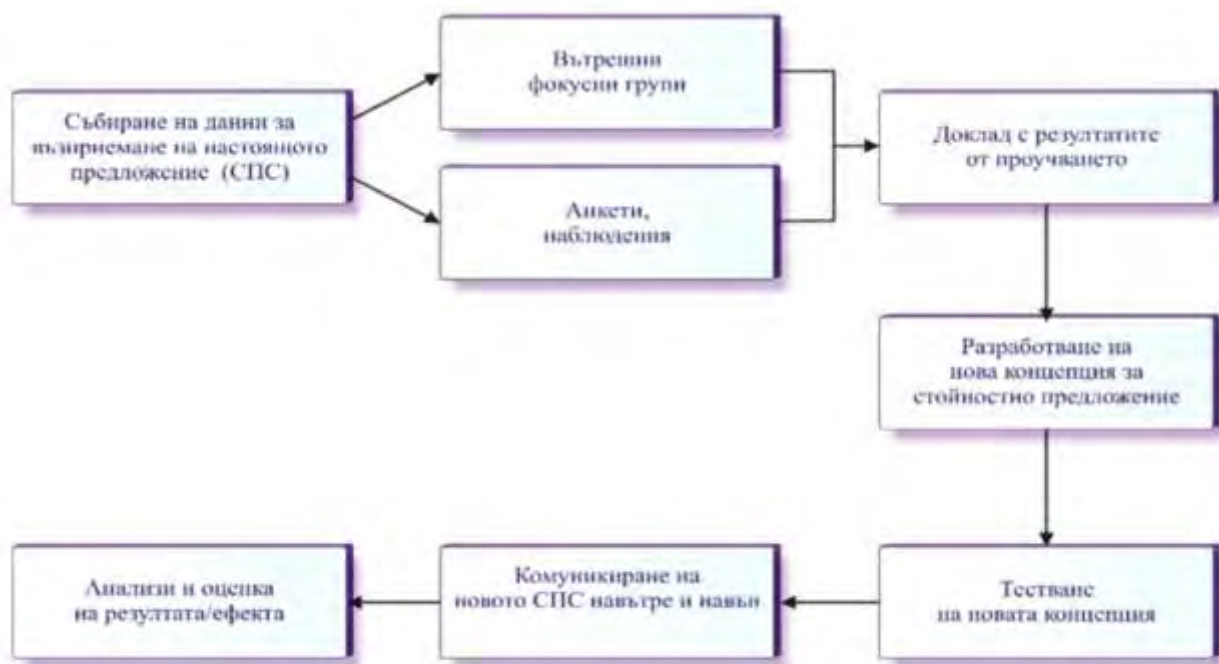 Събиране на данни за
възприемане на настоящото
предложение (СПС)
Вътрешни
фокусни групи
Анкети,
наблюдения
Доклад с резултатите
от проучването
Разработване на
нова концепция за
стойностно предложение
Тестване
на новата концепция
Комуникиране на
новото СПС навътре и навън
Анализи и оценка
на резултата/ефекта